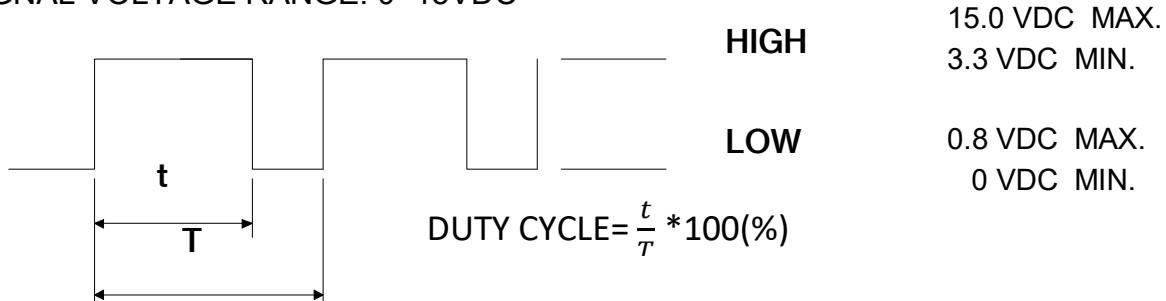 HIGH
15.0 VDC MAX.
3.3 VDC MIN.
LOW
0.8 VDC MAX.
0 VDC MIN.
t
T
DUTY CYCLE= t/T *100(%)